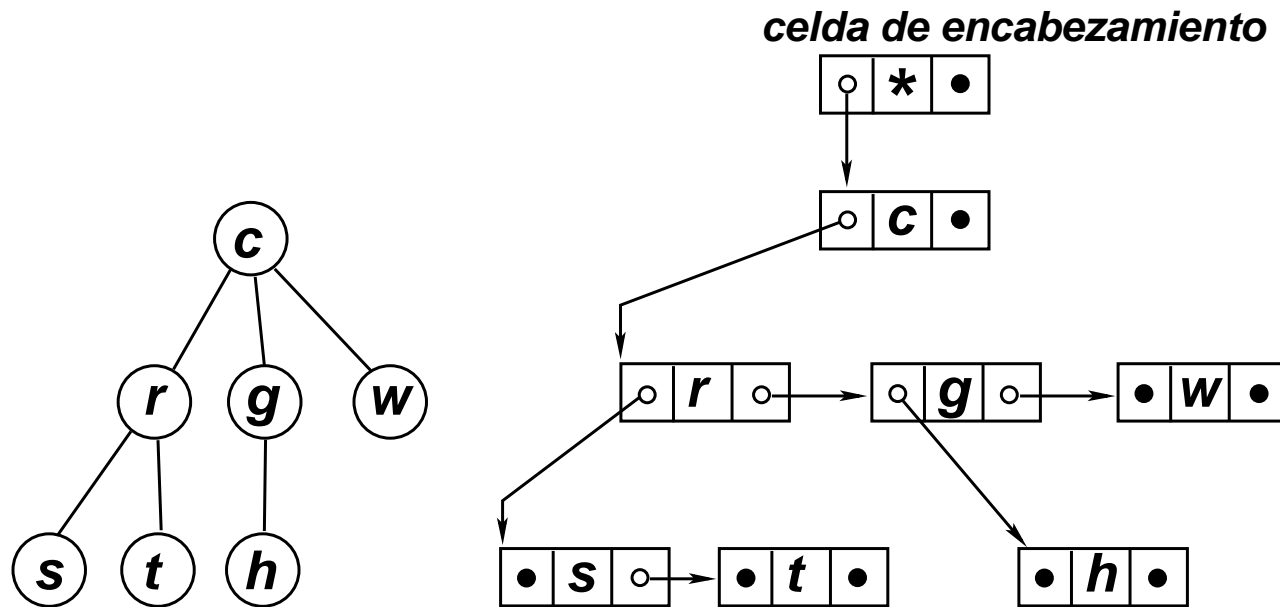 celda de encabezamiento
*
c
c
r g w
r g w
s t h
s t h